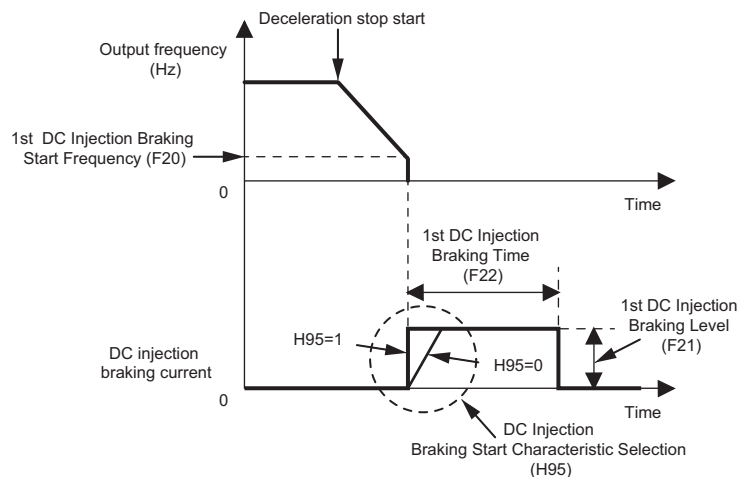 Deceleration stop start
Output frequency
(Hz)
1st DC Injection Braking
Start Frequency (F20)
0
Time
1st DC Injection
Braking Time
(F22)
1st DC Injection
Braking Level
(F21)
H95=1
H95=0
DC injection
braking current
0
Time
DC Injection
Braking Start Characteristic Selection
(H95)